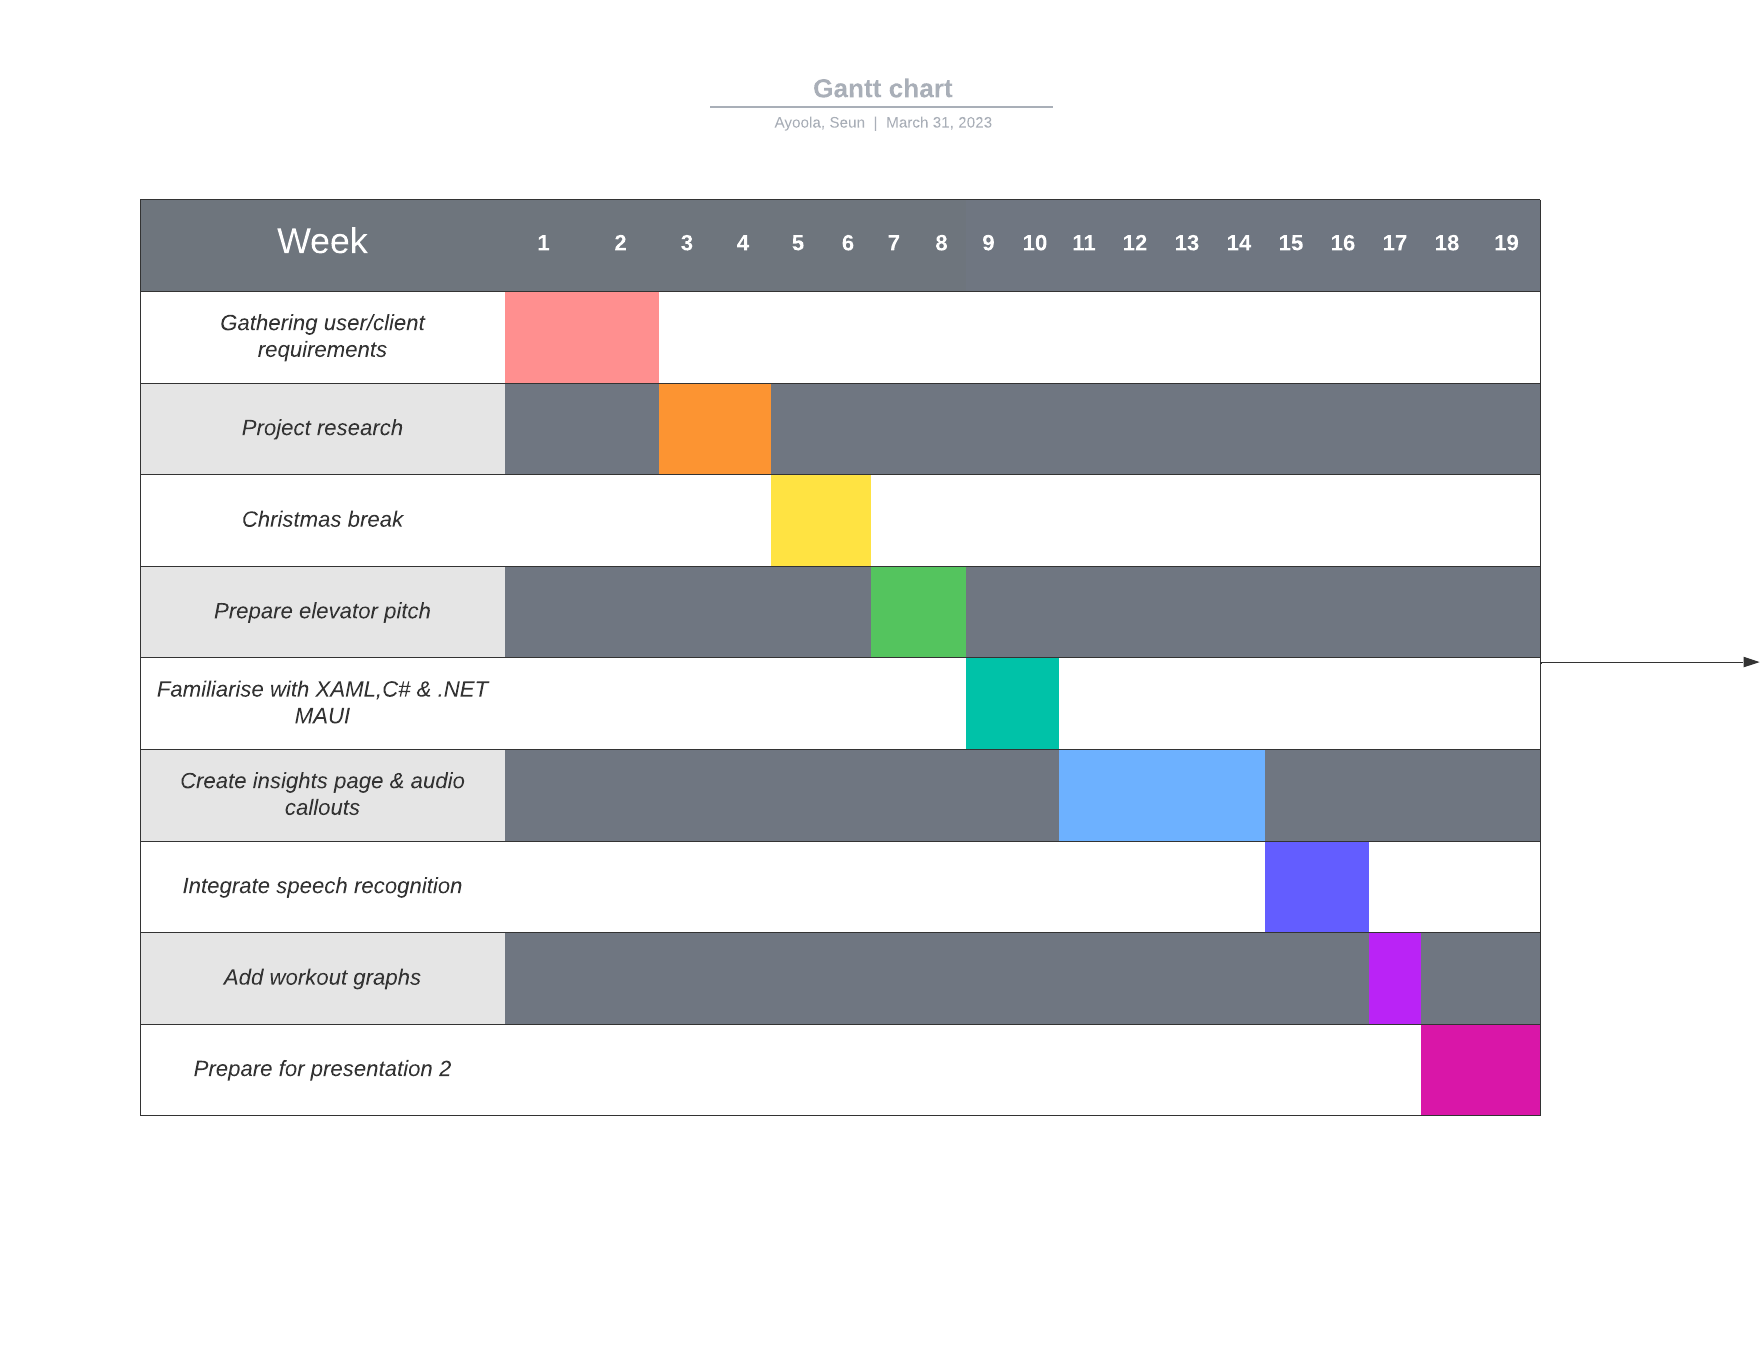 Gantt chart
Ayoola, Seun | March 31, 2023
Week 1 2 3 4 5 6 7 8 9 10 11 12 13 14 15 16 17 18 19
Gathering user/client
requirements
Project research
Christmas break
Prepare elevator pitch
Familiarise with XAML,C# & .NET
MAUI
Create insights page & audio
callouts
Integrate speech recognition
Add workout graphs
Prepare for presentation 2